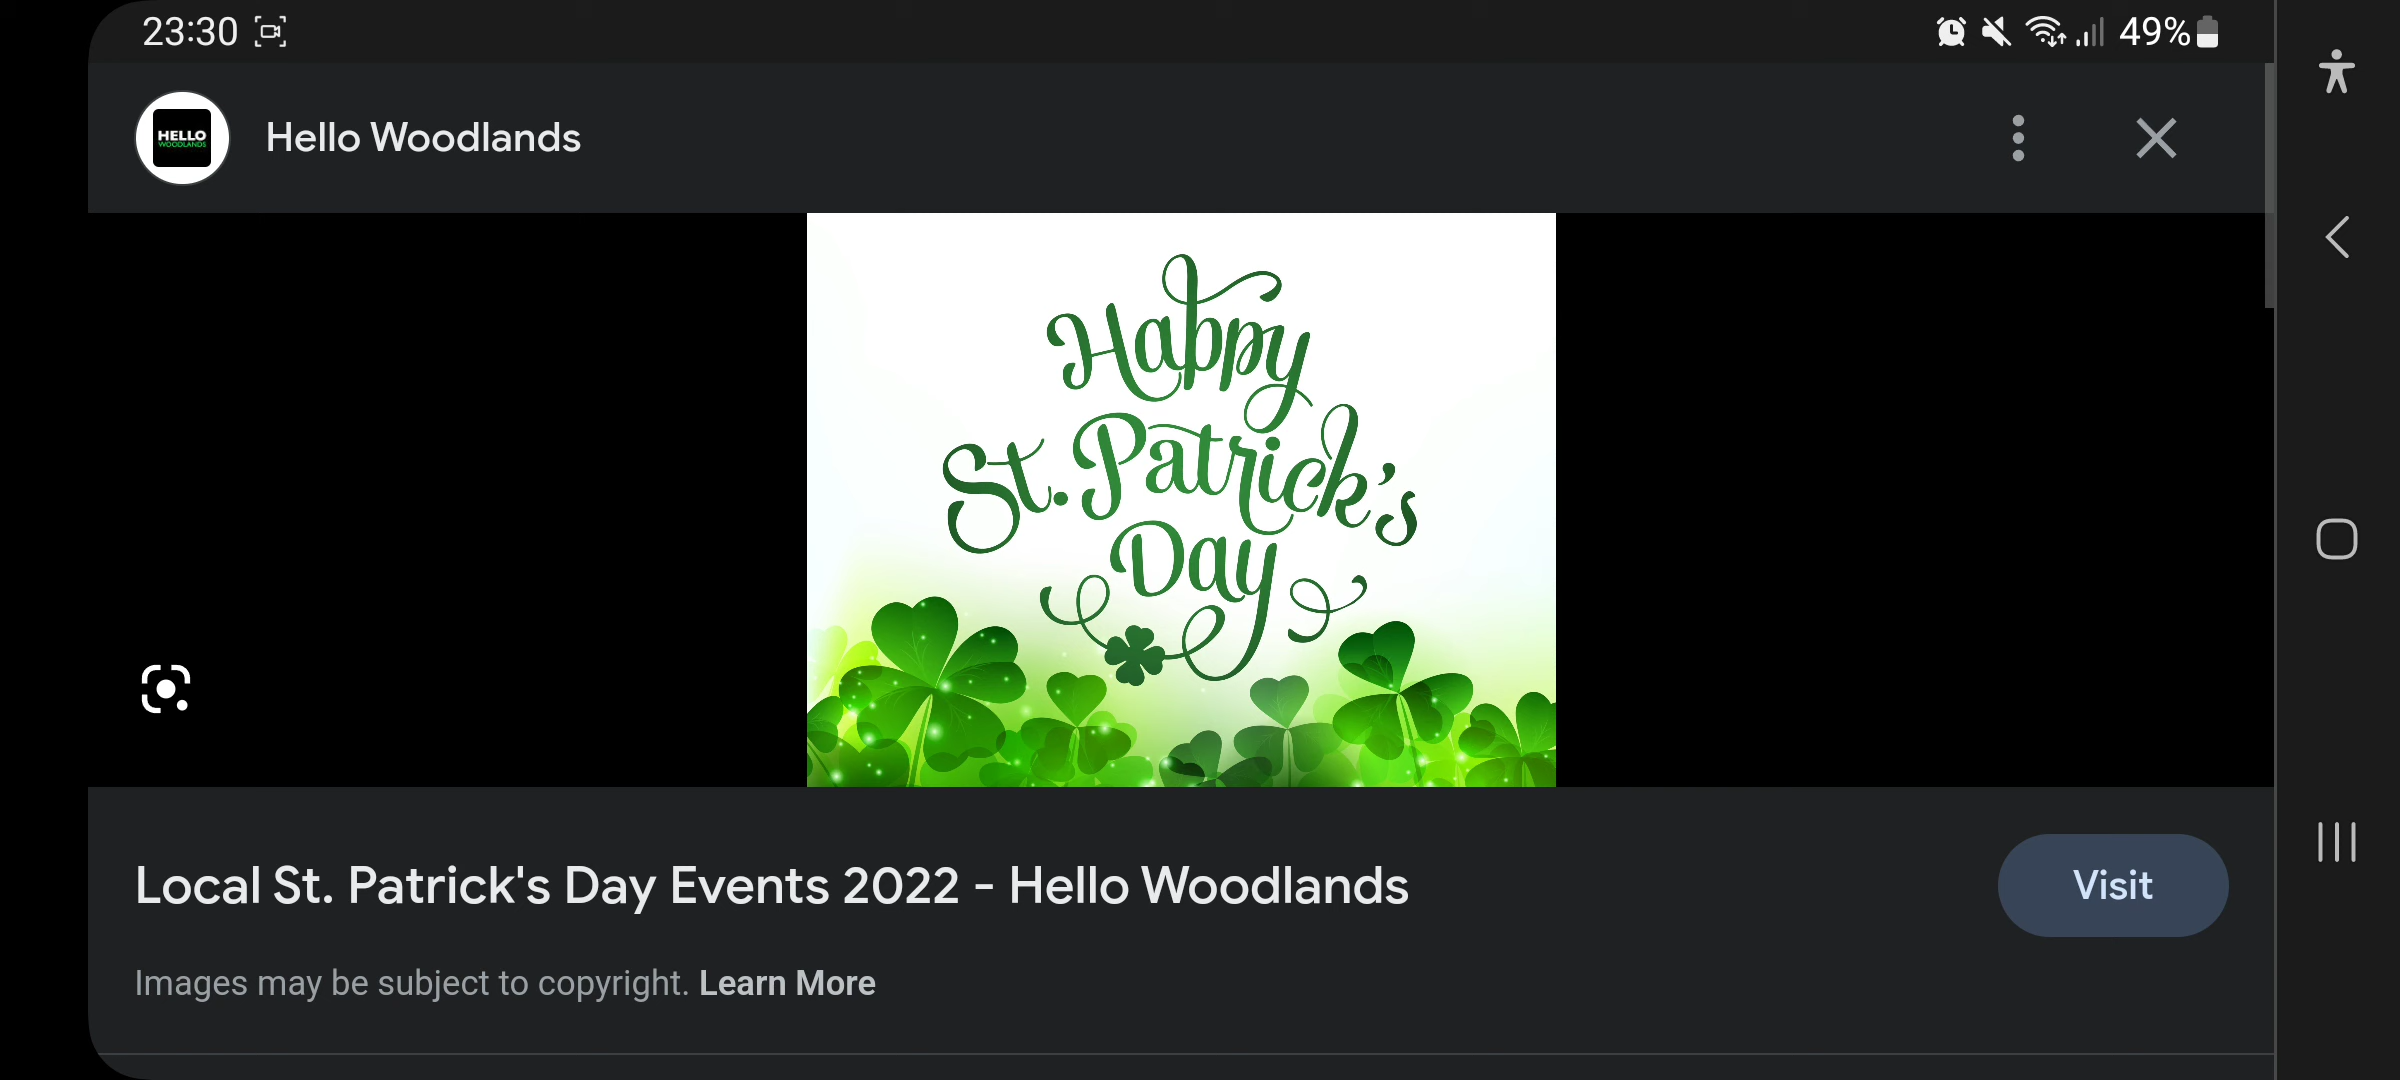 23:30
49%
HELLO
WOODLANDS
Hello Woodlands
Happy
St. Patrick's
Day
Local St. Patrick's Day Events 2022 - Hello Woodlands
Visit
Images may be subject to copyright. Learn More